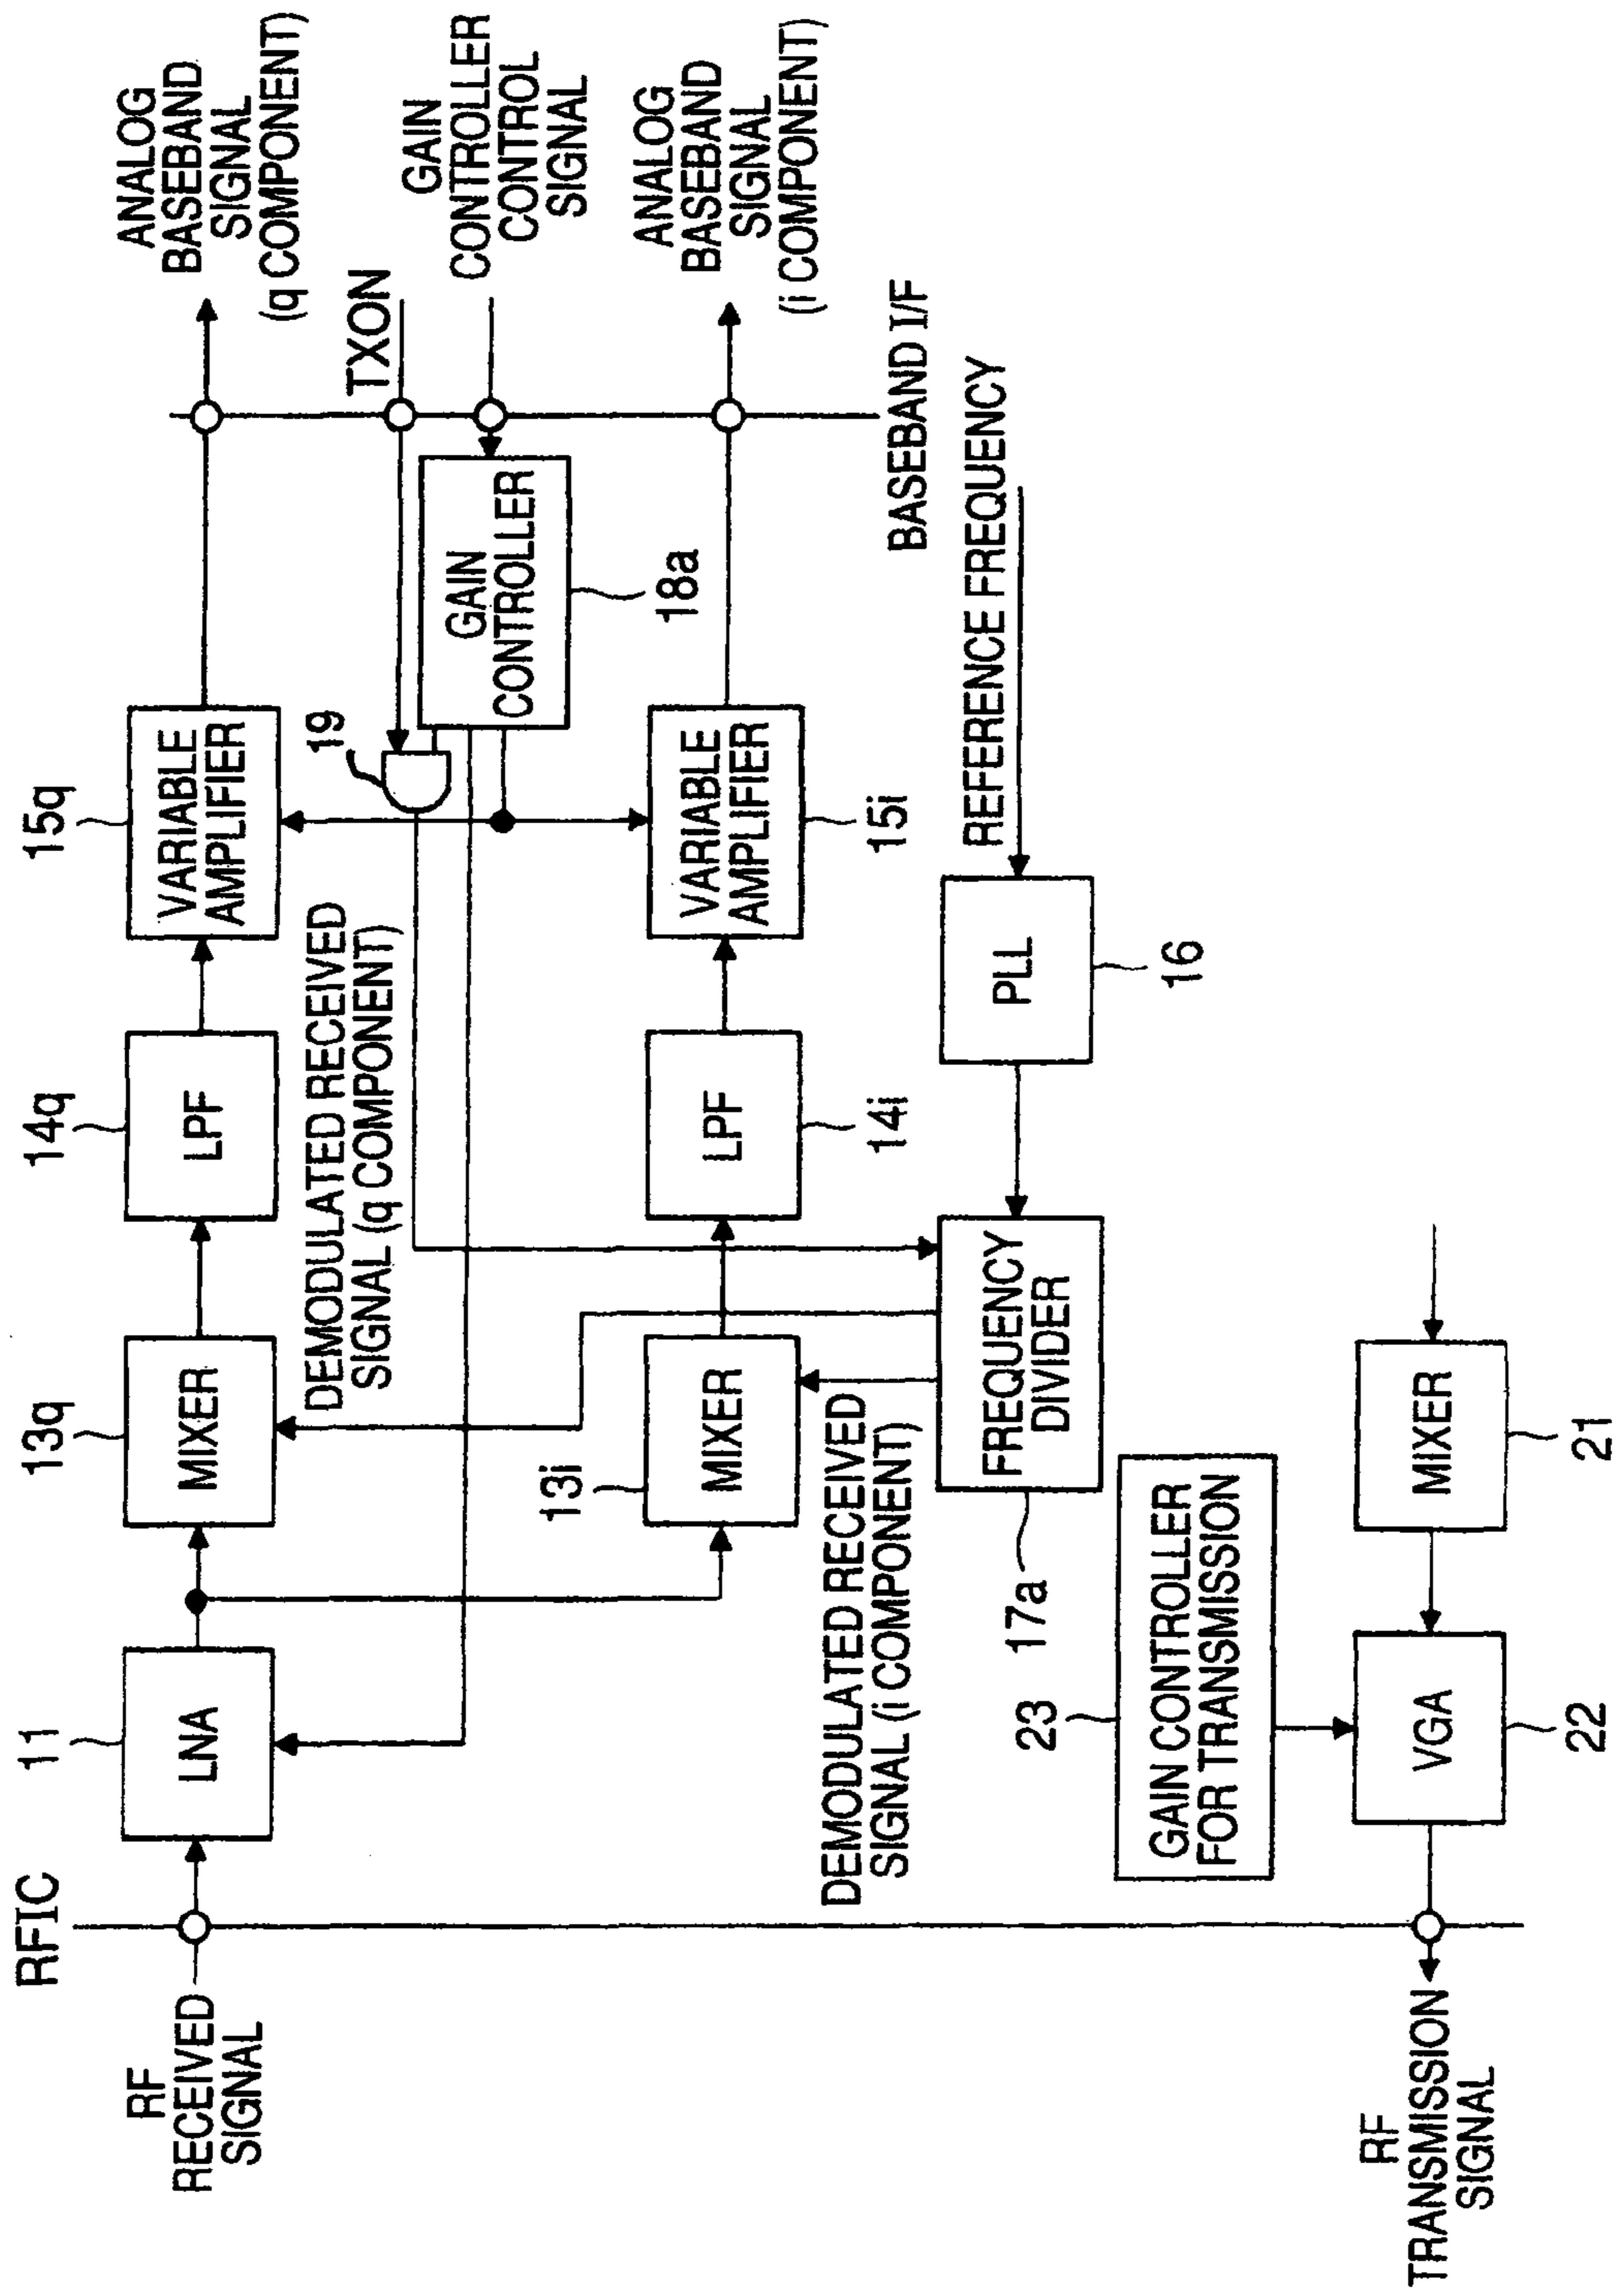 RFIC
RF
RECEIVED
SIGNAL
11
LNA
13q
MIXER
14q
LPF
15q
VARIABLE
AMPLIFIER
ANALOG
BASEBAND
SIGNAL
(q COMPONENT)
DEMODULATED RECEIVED
SIGNAL (q COMPONENT)
19
TXON
GAIN
CONTROLLER
18a
GAIN
CONTROLLER
CONTROL
SIGNAL
13i
MIXER
LPF
14i
VARIABLE
AMPLIFIER
15i
ANALOG
BASEBAND
SIGNAL
(i COMPONENT)
DEMODULATED RECEIVED
SIGNAL (i COMPONENT)
BASEBAND I/F
FREQUENCY
DIVIDER
17a
PLL
16
REFERENCE FREQUENCY
23
GAIN CONTROLLER
FOR TRANSMISSION
RF
TRANSMISSION
SIGNAL
VGA
22
MIXER
21